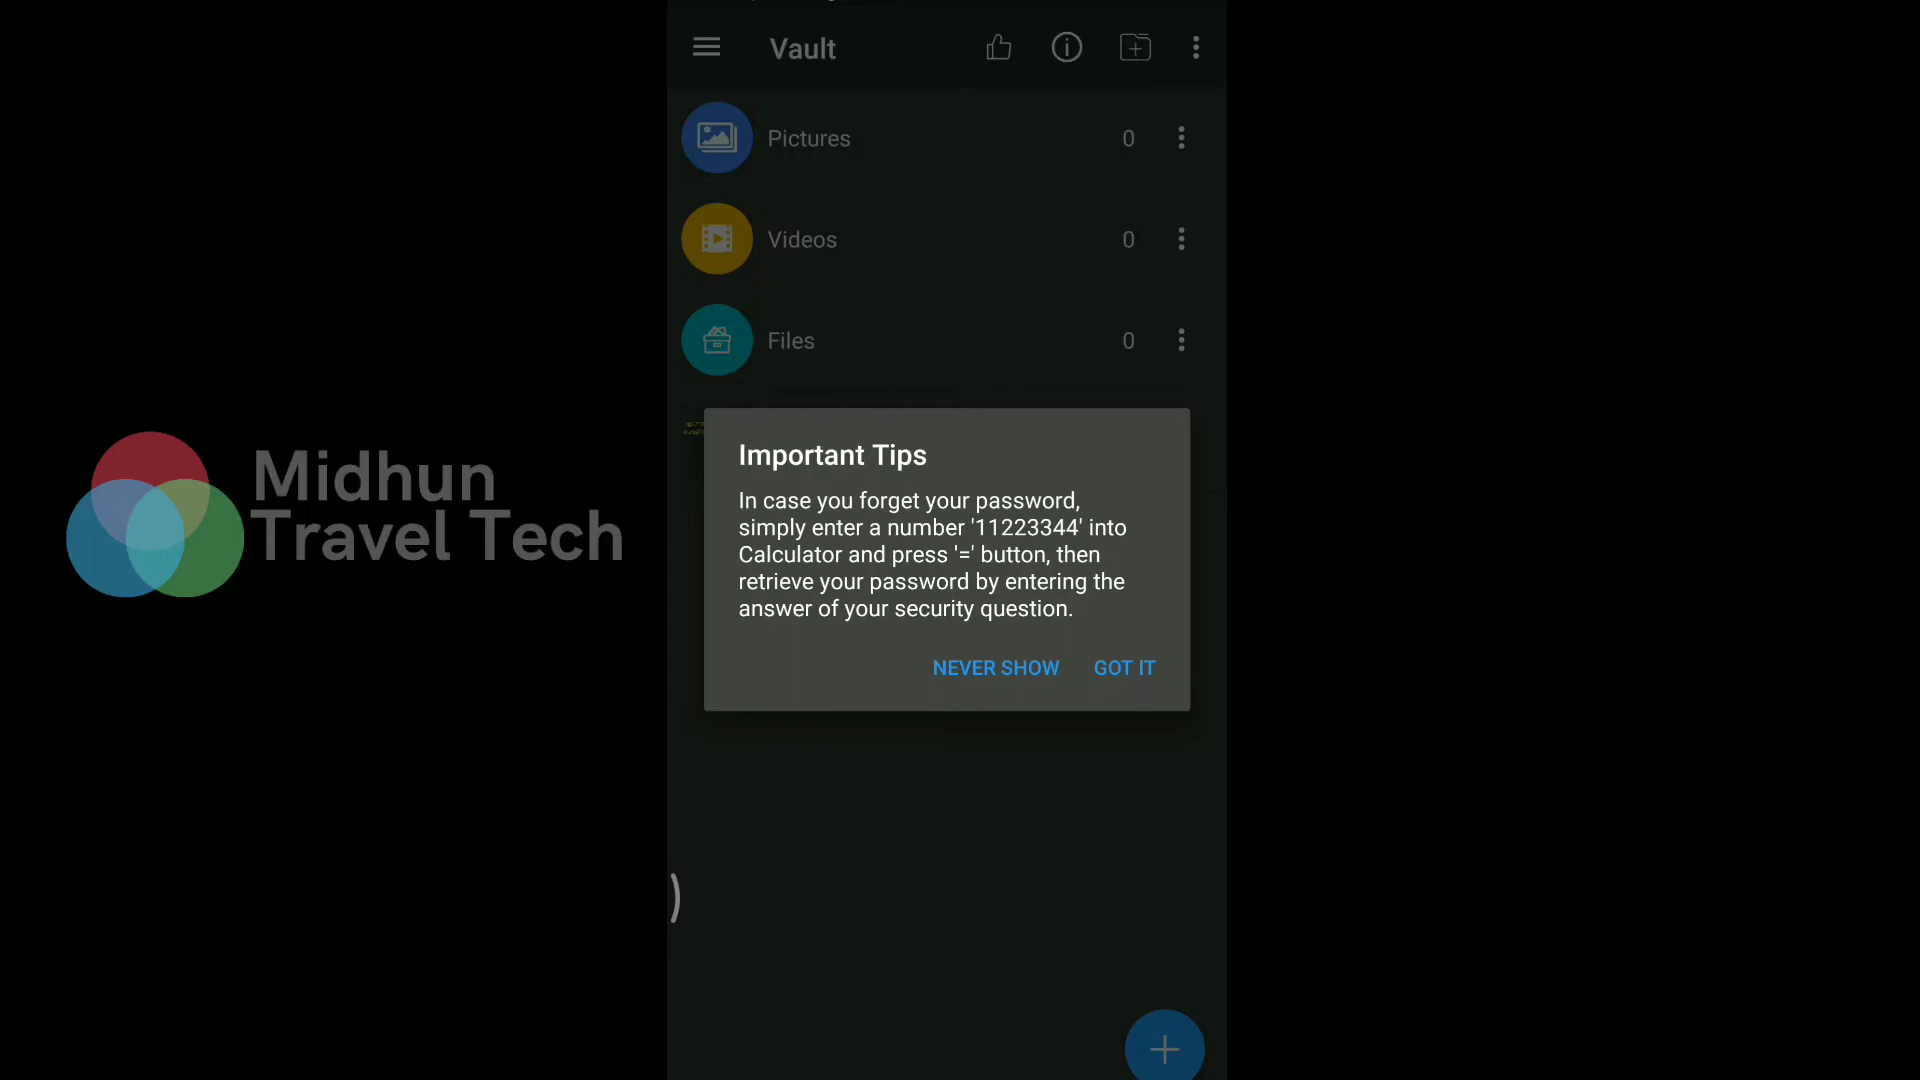 Vault
Pictures 0
Videos 0
Files 0
Midhun
Travel Tech
Important Tips
In case you forget your password,
simply enter a number '11223344' into
Calculator and press '=' button, then
retrieve your password by entering the
answer of your security question.
NEVER SHOW GOT IT